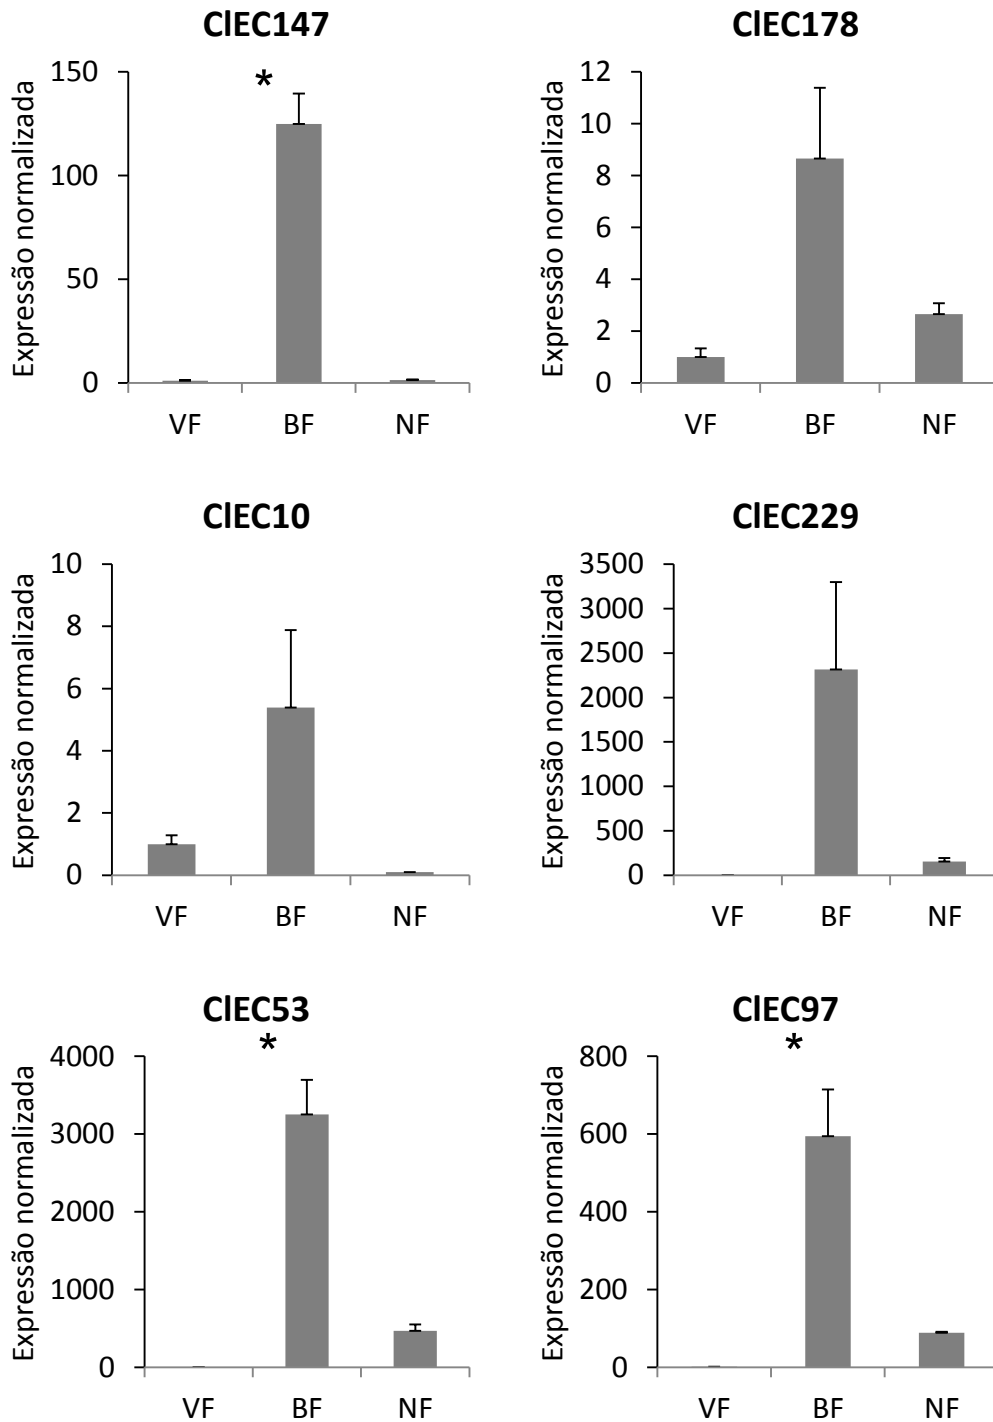 ClEC147
*
Expressão normalizada
150
100
50
0
VF BF NF
ClEC178
Expressão normalizada
12
10
8
6
4
2
0
VF BF NF
ClEC10
Expressão normalizada
10
8
6
4
2
0
VF BF NF
ClEC229
Expressão normalizada
3500
3000
2500
2000
1500
1000
500
0
VF BF NF
ClEC53
*
Expressão normalizada
4000
3000
2000
1000
0
VF BF NF
ClEC97
*
Expressão normalizada
800
600
400
200
0
VF BF NF